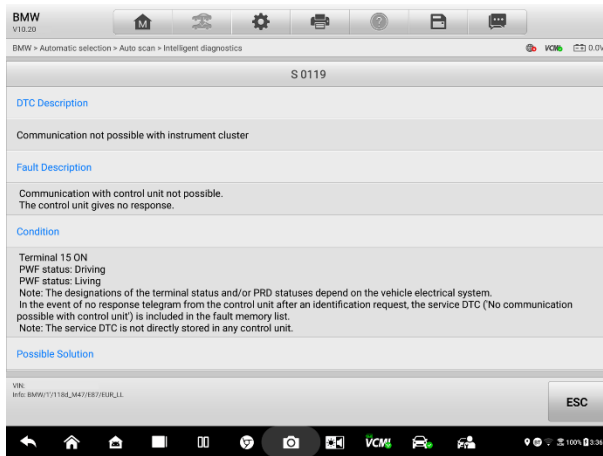 BMW
V10.20
M
?
BMW > Automatic selection > Auto scan > Intelligent diagnostics
VCMI 0.0V
S 0119
DTC Description
Communication not possible with instrument cluster
Fault Description
Communication with control unit not possible.
The control unit gives no response.
Condition
Terminal 15 ON
PWF status: Driving
PWF status: Living
Note: The designations of the terminal status and/or PRD statuses depend on the vehicle electrical system.
In the event of no response telegram from the control unit after an identification request, the service DTC ('No communication
possible with control unit') is included in the fault memory list.
Note: The service DTC is not directly stored in any control unit.
Possible Solution
VIN:
Info: BMW/1'/118d_M47/E87/EUR_LL
ESC
VCMI
100% 3:36